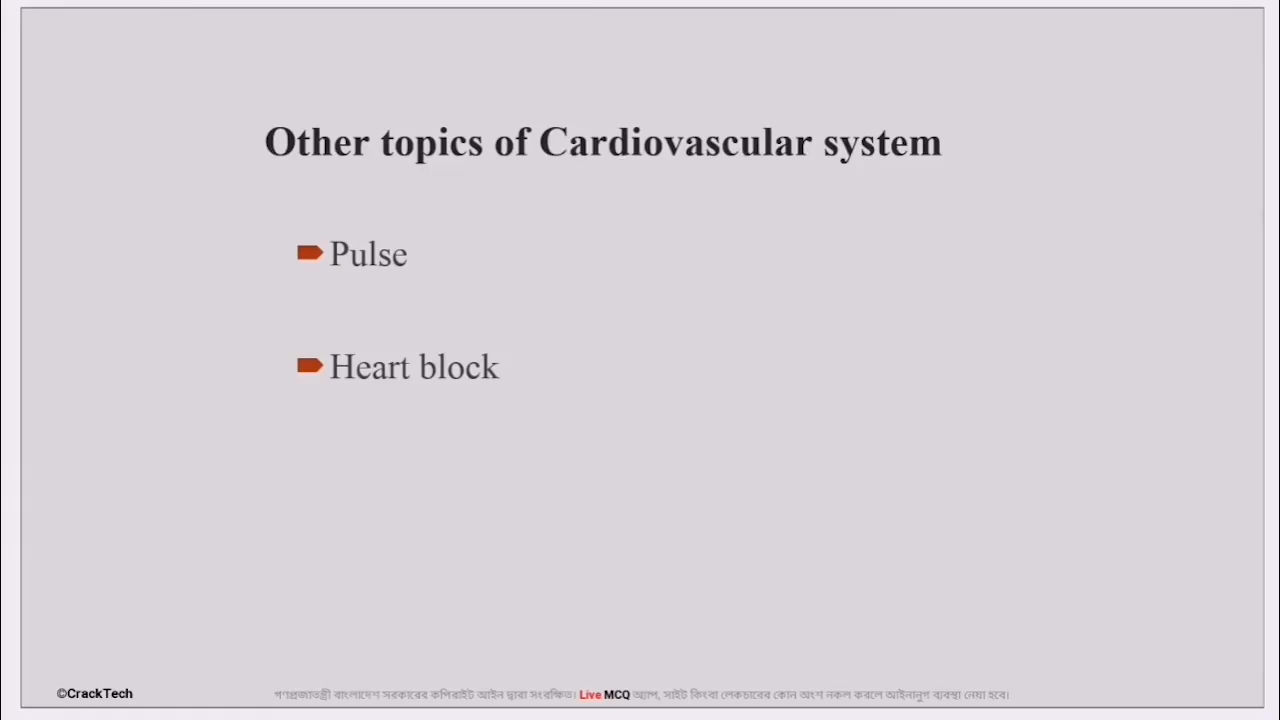 Other topics of Cardiovascular system
Pulse
Heart block
©CrackTech
গণপ্রজাতন্ত্রী বাংলাদেশ সরকারের কপিরাইট আইন দ্বারা সংরক্ষিত। Live MCQ অ্যাপ, সাইট কিংবা লেকচারের কোন অংশ নকল করলে আইনানুগ ব্যবস্থা নেয়া হবে।